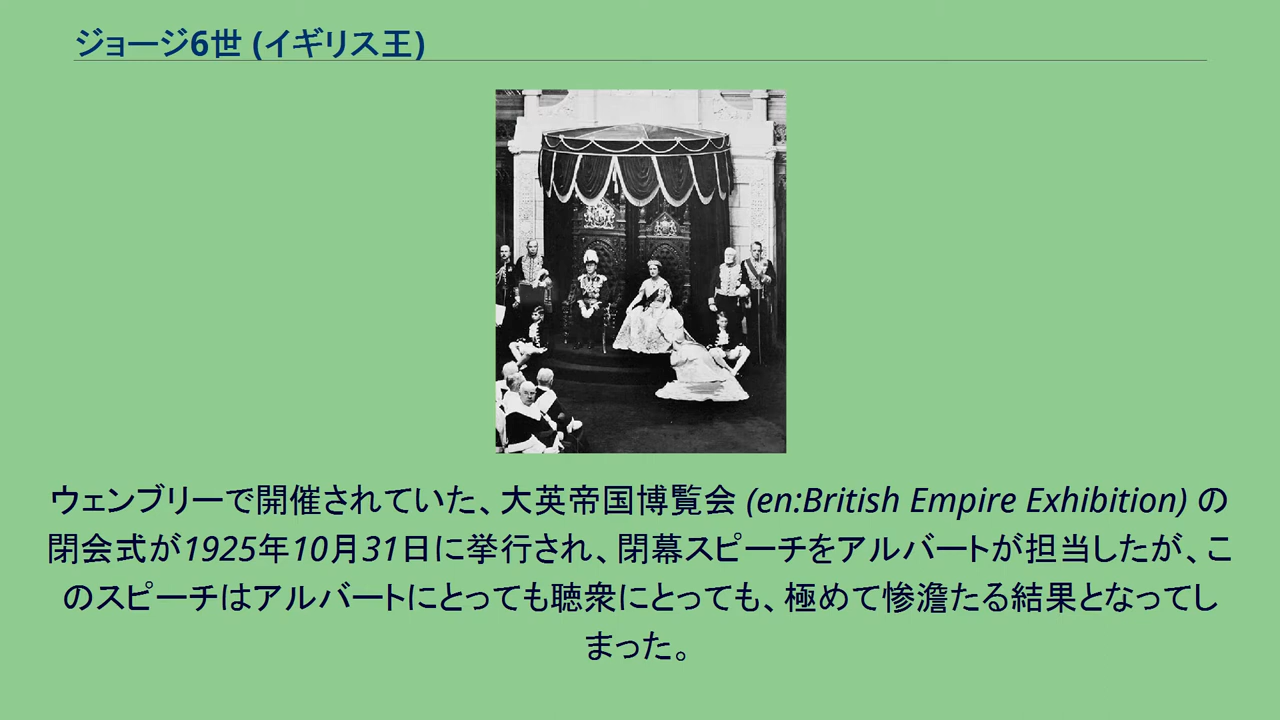 ジョージ6世 (イギリス王)
ウェンブリーで開催されていた、大英帝国博覧会 (en:British Empire Exhibition) の
閉会式が1925年10月31日に挙行され、閉幕スピーチをアルバートが担当したが、こ
のスピーチはアルバートにとっても聴衆にとっても、極めて惨澹たる結果となってし
まった。